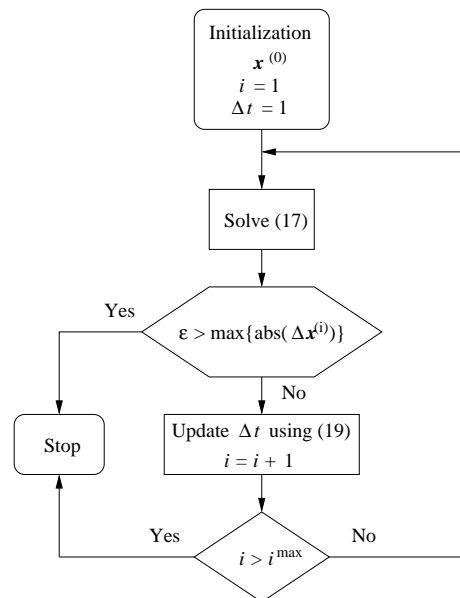 Initialization
x (0)
i = 1
Δt = 1
Solve (17)
Yes
ε > max{abs( Δx(i))}
No
Update Δt using (19)
i = i + 1
Stop
Yes
i > i max
No